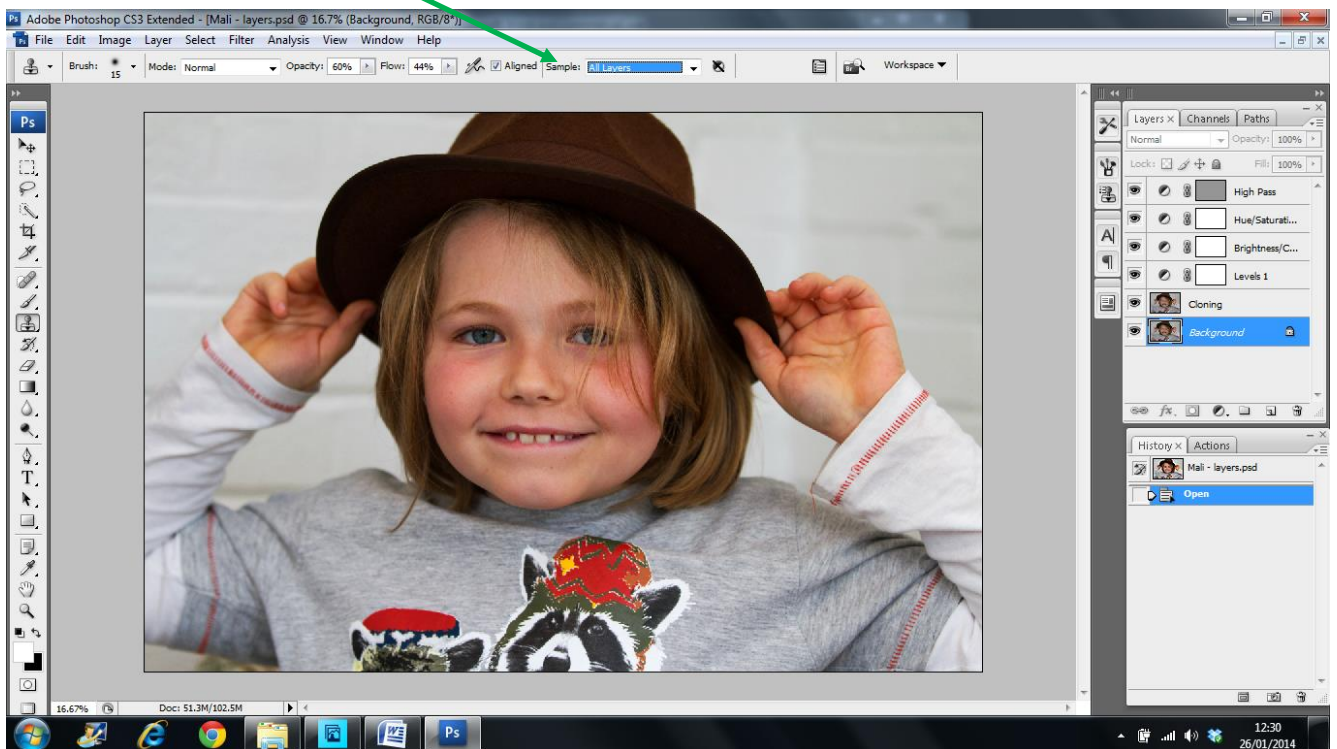 Adobe Photoshop CS3 Extended - [Mali - layers.psd @ 16.7% (Background, RGB/8*)]
File Edit Image Layer Select Filter Analysis View Window Help
Brush: 15 Mode: Normal Opacity: 60% Flow: 44% Aligned Sample: All Layers Workspace
Ps
Layers × Channels Paths
Normal Opacity: 100%
Lock: Fill: 100%
High Pass
Hue/Saturati...
Brightness/C...
Levels 1
Cloning
Background
History × Actions
Mali - layers.psd
Open
16.67% Doc: 51.3M/102.5M
Ps
12:30
26/01/2014